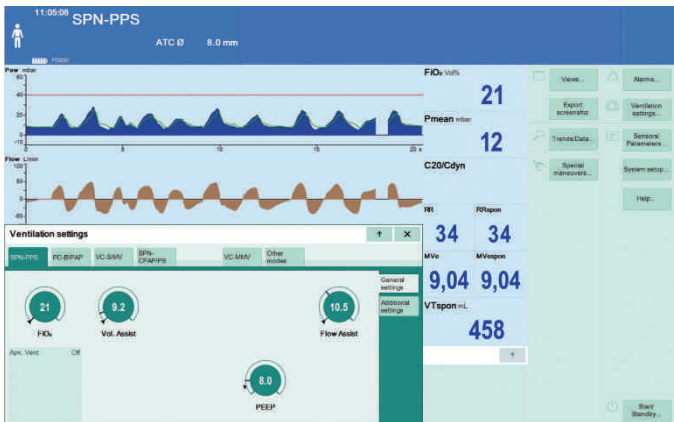 11:05:08 SPN-PPS
ATC Ø 8.0 mm
Paw mbar
60
40
20
0
-10
5 10 15 20 s
Flow L/min
100
50
0
-50
FiO₂ Vol%
21
Pmean mbar
12
C20/Cdyn
RR RRspon
34 34
MVe MVespon
9,04 9,04
VTspon mL
458
Views...
Alarms...
Export screenshot
Ventilation settings...
Trends/Data...
Sensors/ Parameters...
Special maneuvers...
System setup...
Help...
Start/ Standby...
Ventilation settings
SPN-PPS PC-BIPAP VC-SIMV SPN-CPAP/PS VC-MMV Other modes
General settings
Additional settings
21
FiO₂
9.2
Vol. Assist
10.5
Flow Assist
Apn. Vent. Off
8.0
PEEP